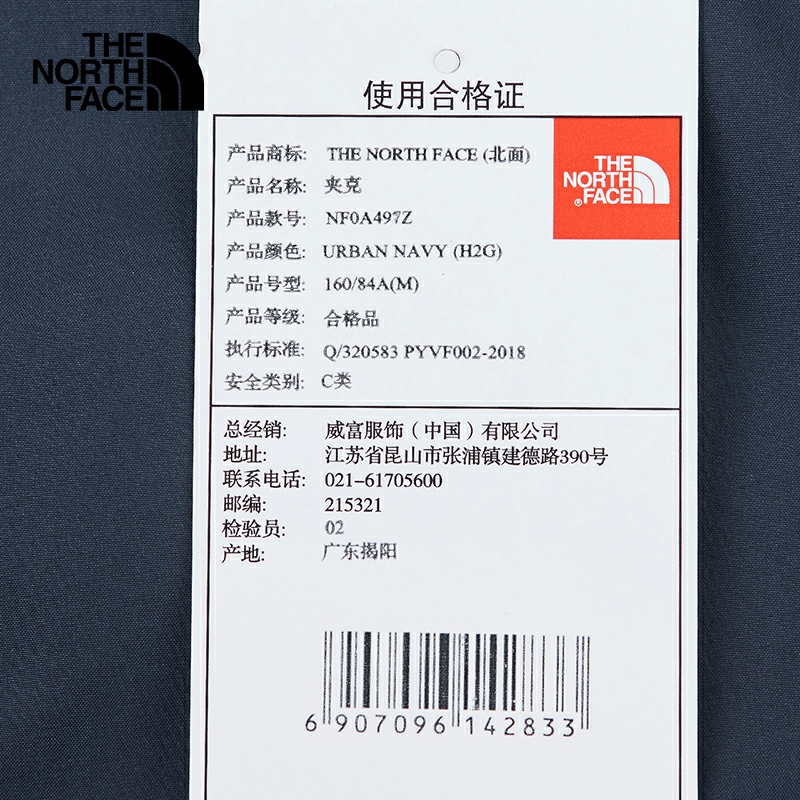 THE
NORTH
FACE
使用合格证
产品商标: THE NORTH FACE (北面)
产品名称: 夹克
产品款号: NF0A497Z
产品颜色: URBAN NAVY (H2G)
产品号型: 160/84A(M)
产品等级: 合格品
执行标准: Q/320583 PYVF002-2018
安全类别: C类
THE
NORTH
FACE
®
总经销: 威富服饰（中国）有限公司
地址: 江苏省昆山市张浦镇建德路390号
联系电话: 021-61705600
邮编: 215321
检验员: 02
产地: 广东揭阳
6 907096 142833